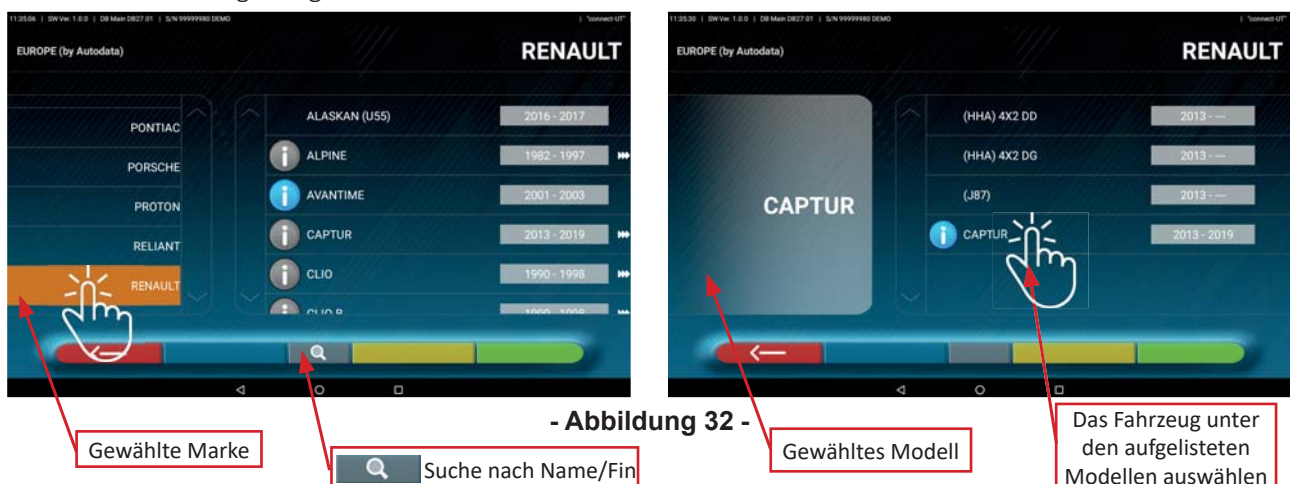 11:35:06 | SW Ver. 1.0.0 | DB Main DB27.01 | S/N 99999980 DEMO | "connect-UT"
EUROPE (by Autodata) RENAULT
PONTIAC
PORSCHE
PROTON
RELIANT
RENAULT
ALASKAN (U55) 2016 - 2017
ALPINE 1982 - 1997
AVANTIME 2001 - 2003
CAPTUR 2013 - 2019
CLIO 1990 - 1998
11:35:30 | SW Ver. 1.0.0 | DB Main DB27.01 | S/N 99999980 DEMO | "connect-UT"
EUROPE (by Autodata) RENAULT
CAPTUR
(HHA) 4X2 DD 2013 - ---
(HHA) 4X2 DG 2013 - ---
(J87) 2013 - ---
CAPTUR 2013 - 2019
- Abbildung 32 -
Gewählte Marke
Suche nach Name/Fin
Gewähltes Modell
Das Fahrzeug unter
den aufgelisteten
Modellen auswählen